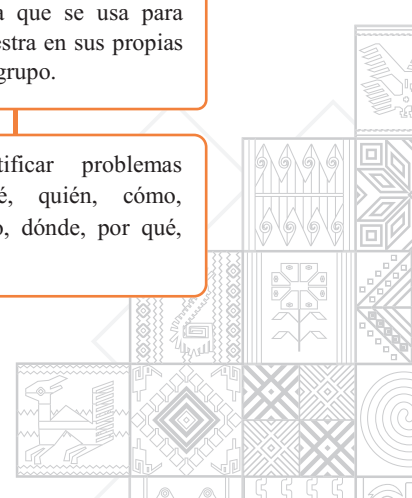 que se usa para
estra en sus propias
grupo.
tificar problemas
é, quién, cómo,
o, dónde, por qué,